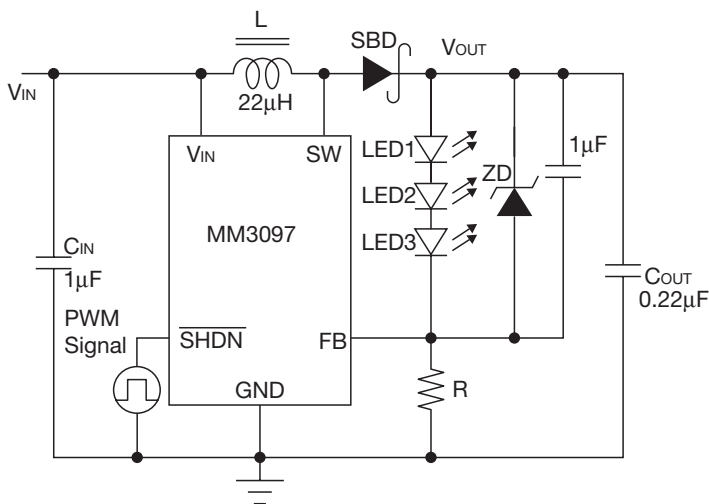 L
SBD
VOUT
VIN
22μH
VIN
SW
LED1
ZD
1μF
LED2
MM3097
LED3
CIN
1μF
COUT
0.22μF
PWM
Signal
SHDN
FB
GND
R